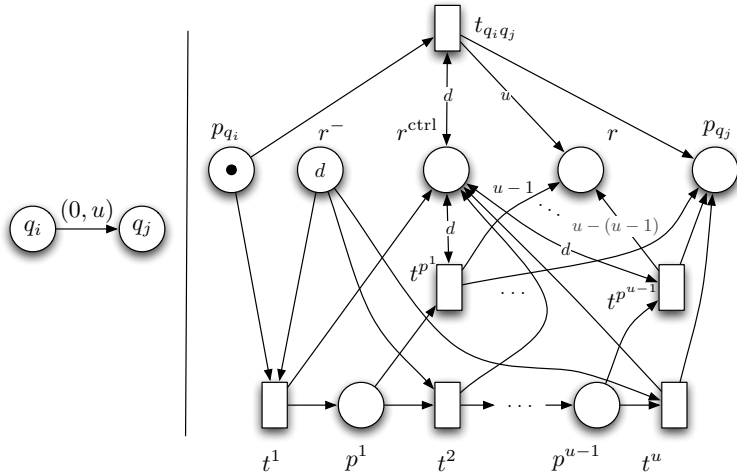 $t_{q_i q_j}$
$d$ $u$
$p_{q_i}$ $r^-$ $r^{\text{ctrl}}$ $r$ $p_{q_j}$
$d$
$u-1$
$(0, u)$ ...
$q_i$ $q_j$ $d$ $u-(u-1)$ $d$
$t^{p^1}$ ... $t^{p^{u-1}}$
...
$t^1$ $p^1$ $t^2$ $p^{u-1}$ $t^u$